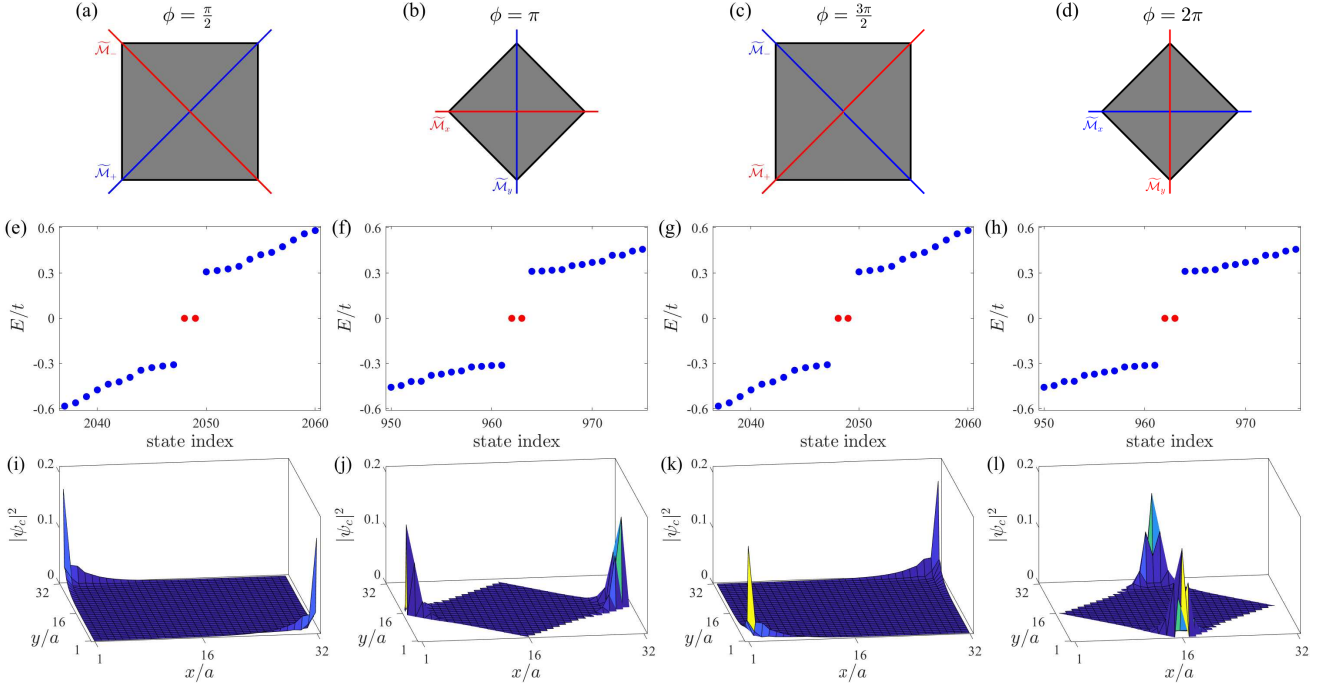 (a) ϕ = π/2
(b) ϕ = π
(c) ϕ = 3π/2
(d) ϕ = 2π
M̃₋
M̃₊
M̃ₓ
M̃ᵧ
M̃₋
M̃₊
M̃ₓ
M̃ᵧ
(e)
0.6
0.3
0
-0.3
-0.6
E/t
2040 2050 2060
state index
(f)
0.6
0.3
0
-0.3
-0.6
E/t
950 960 970
state index
(g)
0.6
0.3
0
-0.3
-0.6
E/t
2040 2050 2060
state index
(h)
0.6
0.3
0
-0.3
-0.6
E/t
950 960 970
state index
(i)
0.2
0.1
0
|ψ_c|²
32
16
1
y/a
1 16 32
x/a
(j)
0.2
0.1
0
|ψ_c|²
32
16
1
y/a
1 16 32
x/a
(k)
0.2
0.1
0
|ψ_c|²
32
16
1
y/a
1 16 32
x/a
(l)
0.2
0.1
0
|ψ_c|²
32
16
1
y/a
1 16 32
x/a